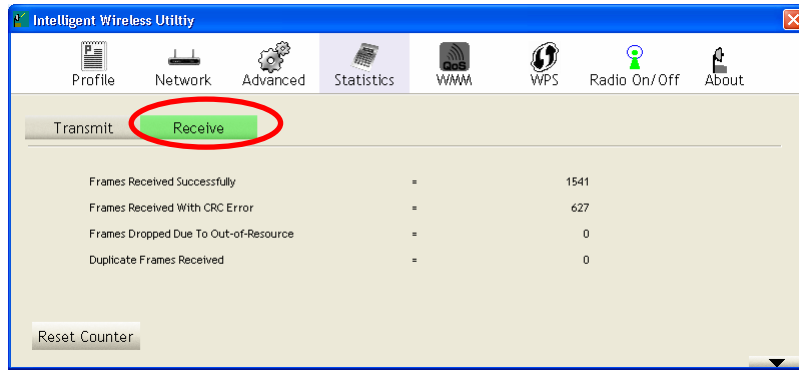 Intelligent Wireless Utiltiy
Profile Network Advanced Statistics QoS WMM WPS Radio On/Off About
Transmit Receive
Frames Received Successfully = 1541
Frames Received With CRC Error = 627
Frames Dropped Due To Out-of-Resource = 0
Duplicate Frames Received = 0
Reset Counter